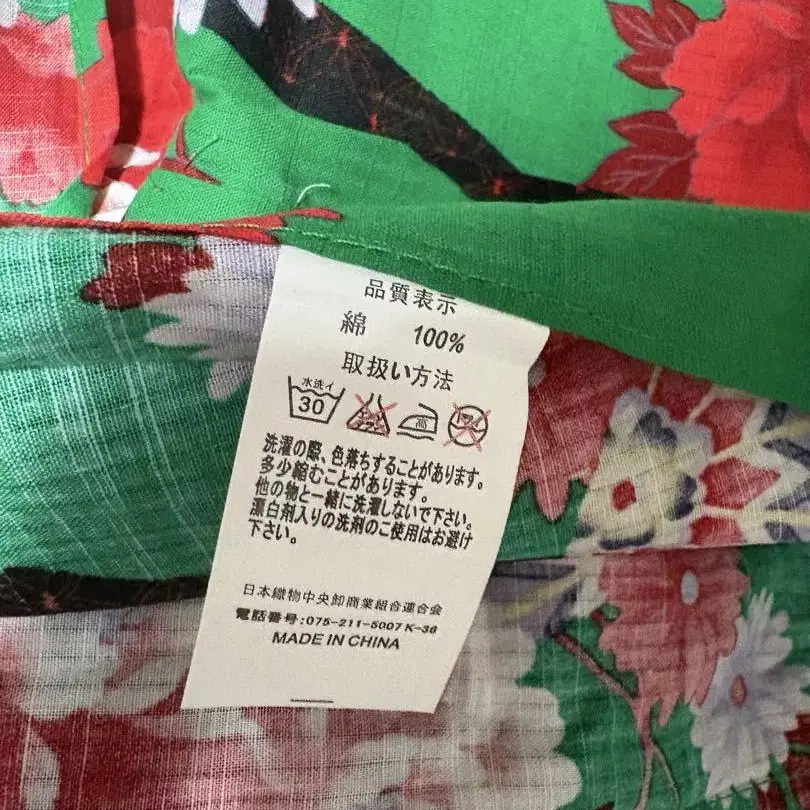 品質表示
綿 100%
取扱い方法
水洗イ
30 高
洗濯の際、色落ちすることがあります。
多少縮むことがあります。
他の物と一緒に洗濯しないで下さい。
漂白剤入りの洗剤のご使用はお避け
下さい。
日本織物中央卸商業組合連合会
電話番号:075-211-5007 K-36
MADE IN CHINA